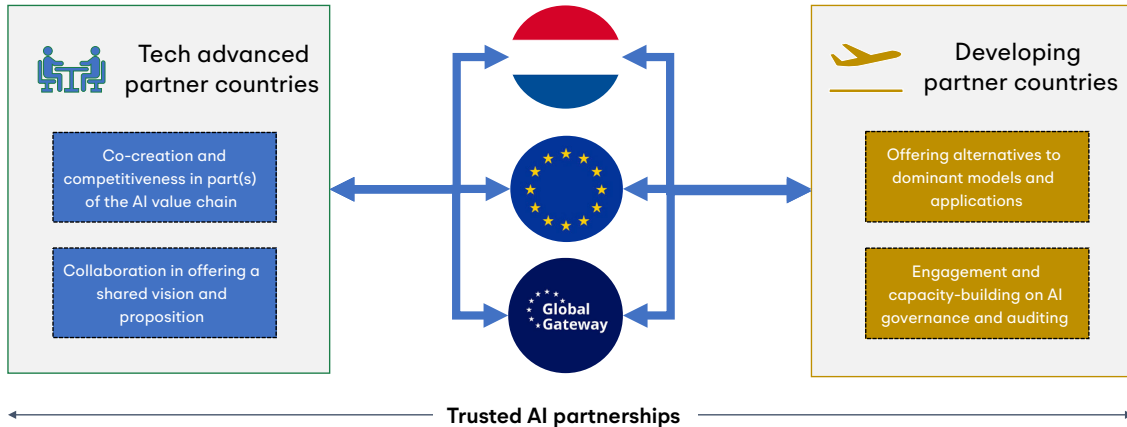 Tech advanced
partner countries
Co-creation and
competitiveness in part(s)
of the AI value chain
Collaboration in offering a
shared vision and
proposition
Global
Gateway
Developing
partner countries
Offering alternatives to
dominant models and
applications
Engagement and
capacity-building on AI
governance and auditing
Trusted AI partnerships